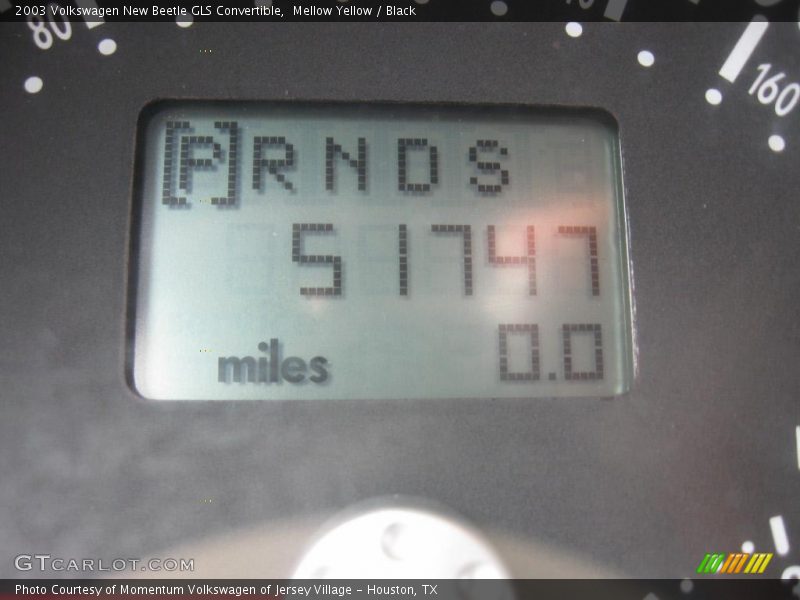 2003 Volkswagen New Beetle GLS Convertible,  Mellow Yellow / Black
80
160
[P] R N D S
51747
miles 0.0
GTCARLOT.COM
Photo Courtesy of Momentum Volkswagen of Jersey Village – Houston, TX